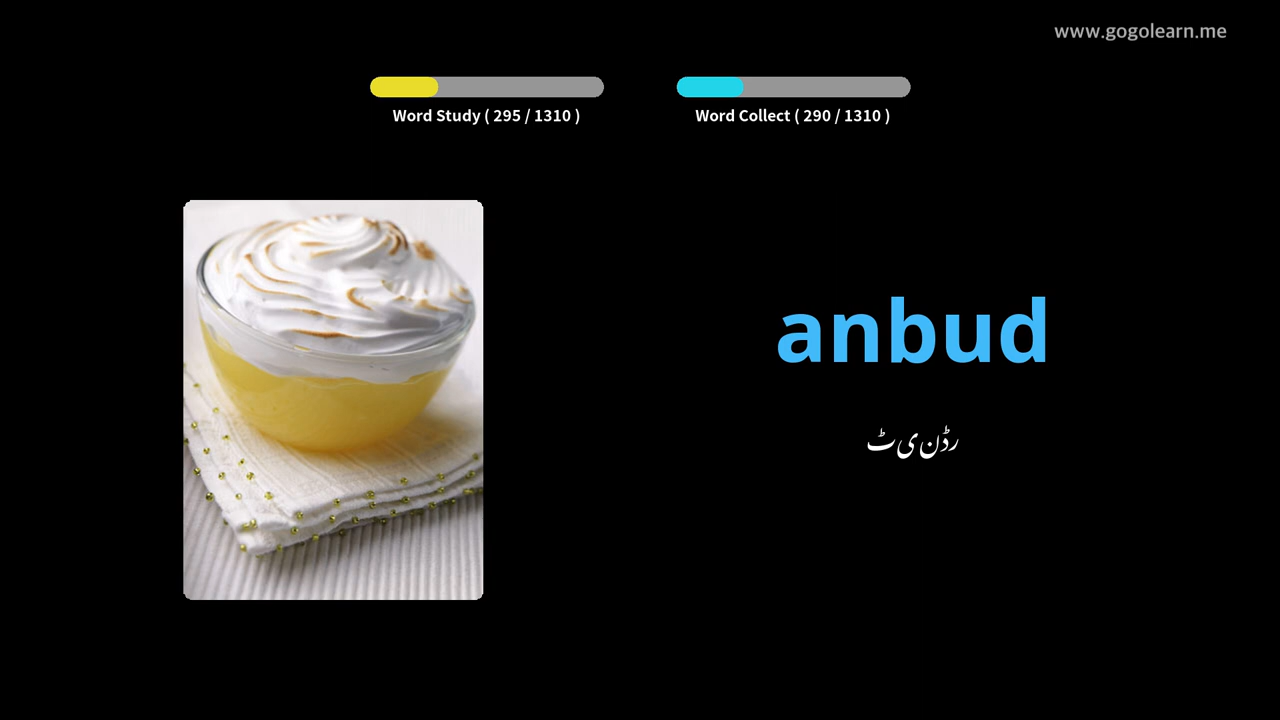 www.gogolearn.me
Word Study ( 295 / 1310 )
Word Collect ( 290 / 1310 )
anbud
رڈن ی ٹ